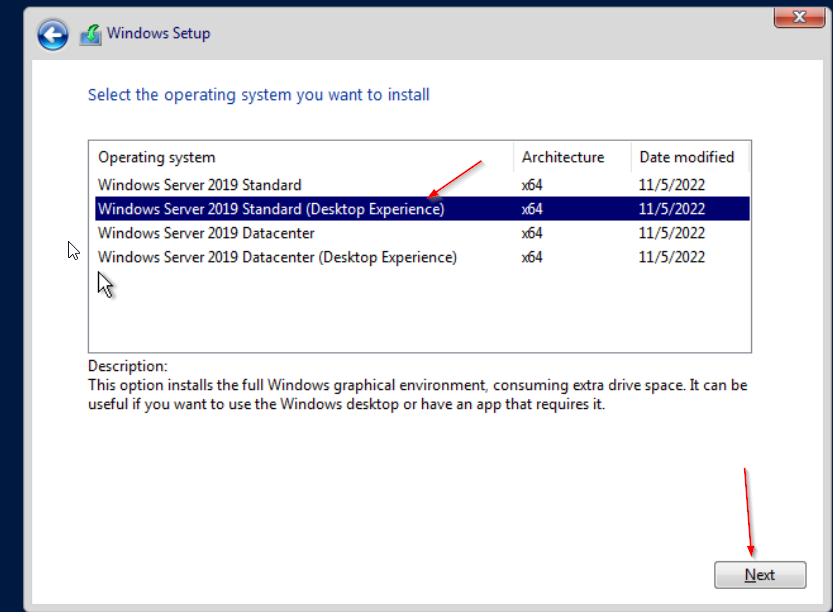 Windows Setup
Select the operating system you want to install
Operating system Architecture Date modified
Windows Server 2019 Standard x64 11/5/2022
Windows Server 2019 Standard (Desktop Experience) x64 11/5/2022
Windows Server 2019 Datacenter x64 11/5/2022
Windows Server 2019 Datacenter (Desktop Experience) x64 11/5/2022
Description:
This option installs the full Windows graphical environment, consuming extra drive space. It can be
useful if you want to use the Windows desktop or have an app that requires it.
Next